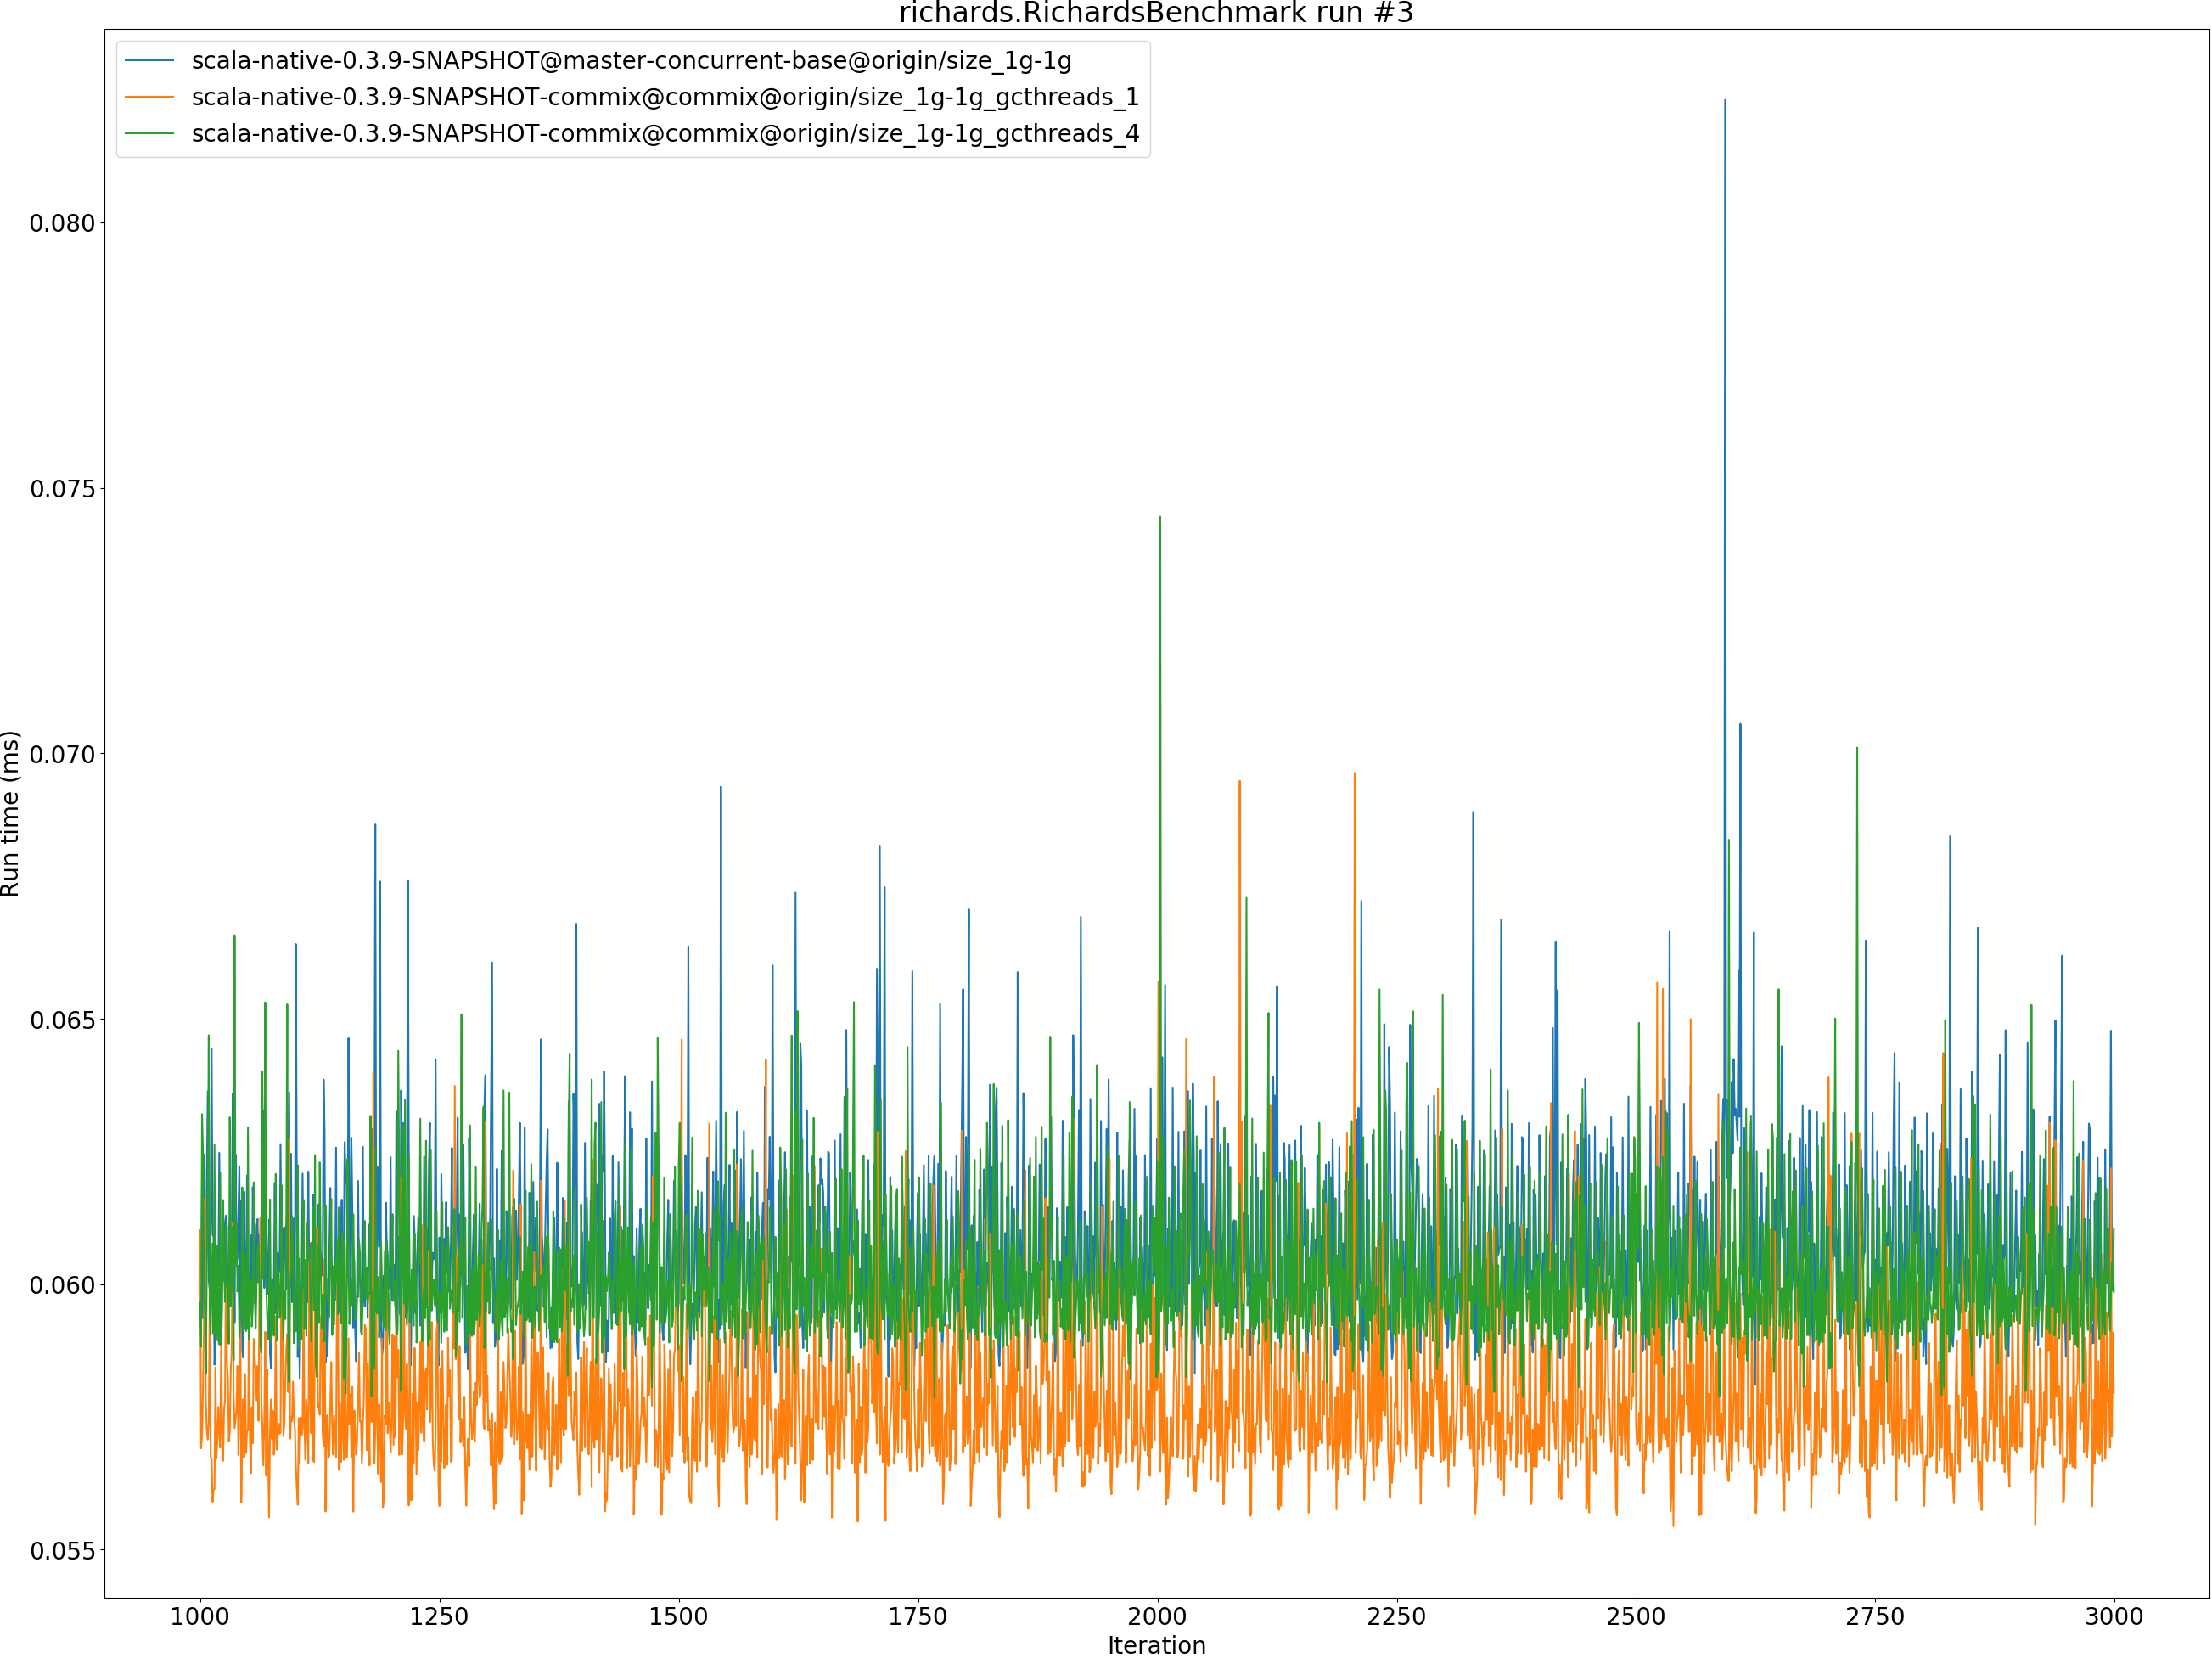 richards.RichardsBenchmark run #3
scala-native-0.3.9-SNAPSHOT@master-concurrent-base@origin/size_1g-1g
scala-native-0.3.9-SNAPSHOT-commix@commix@origin/size_1g-1g_gcthreads_1
scala-native-0.3.9-SNAPSHOT-commix@commix@origin/size_1g-1g_gcthreads_4
0.080
0.075
0.070
0.065
0.060
0.055
Run time (ms)
1000 1250 1500 1750 2000 2250 2500 2750 3000
Iteration